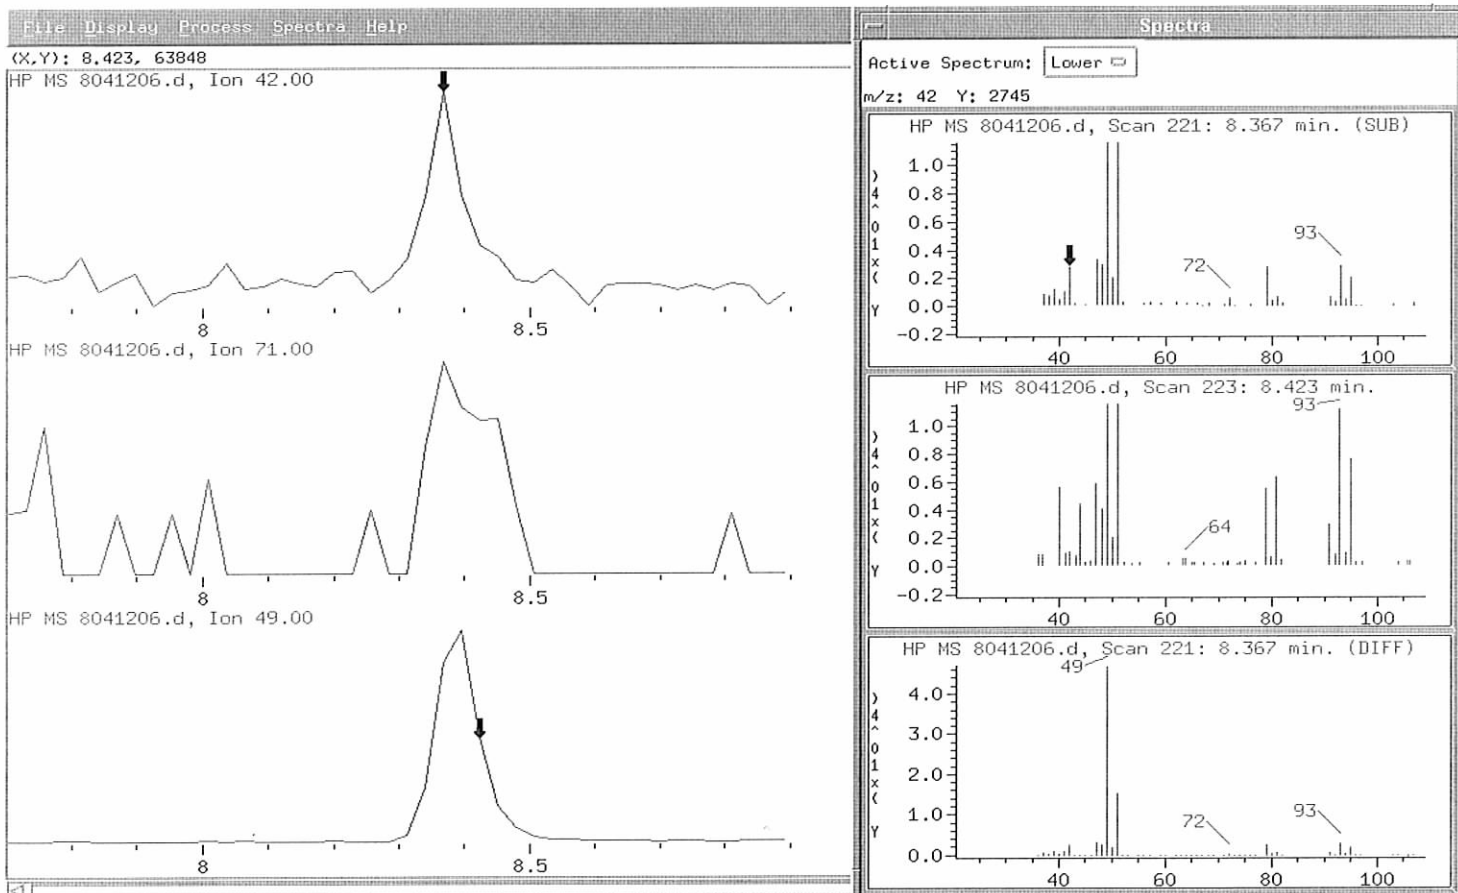 File Display Process Spectra Help
(X,Y): 8.423, 63848
HP MS 8041206.d, Ion 42.00
8 8.5
HP MS 8041206.d, Ion 71.00
8 8.5
HP MS 8041206.d, Ion 49.00
8 8.5
Spectra
Active Spectrum: Lower
m/z: 42 Y: 2745
HP MS 8041206.d, Scan 221: 8.367 min. (SUB)
Y (x10^4)
1.0
0.8
0.6
0.4
0.2
0.0
-0.2
72
93
40 60 80 100
HP MS 8041206.d, Scan 223: 8.423 min.
Y (x10^4)
1.0
0.8
0.6
0.4
0.2
0.0
-0.2
64
93
40 60 80 100
HP MS 8041206.d, Scan 221: 8.367 min. (DIFF)
Y (x10^4)
4.0
3.0
2.0
1.0
0.0
49
72
93
40 60 80 100